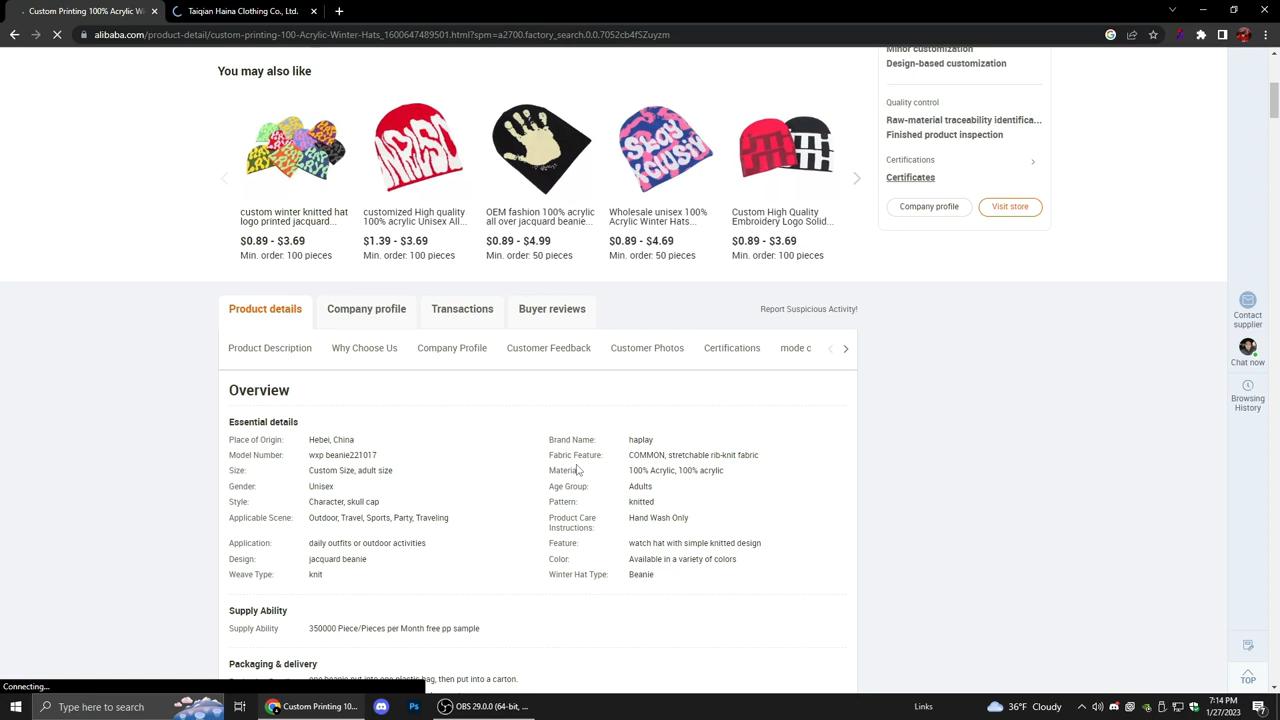 Custom Printing 100% Acrylic W
Taiqian Yuchong Co., Ltd.
alibaba.com/product-detail/custom-printing-100-Acrylic-Winter-Hats_1600647489501.html?spm=a2700.factory_search.0.0.7052cb4fSZuyzm
You may also like
custom winter knitted hat logo printed jacquard...
$0.89 - $3.69
Min. order: 100 pieces
customized High quality 100% acrylic Unisex All...
$1.39 - $3.69
Min. order: 100 pieces
OEM fashion 100% acrylic all over jacquard beanie...
$0.89 - $4.99
Min. order: 50 pieces
Wholesale unisex 100% Acrylic Winter Hats...
$0.89 - $4.69
Min. order: 50 pieces
Custom High Quality Embroidery Logo Solid...
$0.89 - $3.69
Min. order: 100 pieces
Minor customization
Design-based customization
Quality control
Raw-material traceability identifica...
Finished product inspection
Certifications
Certificates
Company profile
Visit store
Product details
Company profile
Transactions
Buyer reviews
Report Suspicious Activity!
Product Description
Why Choose Us
Company Profile
Customer Feedback
Customer Photos
Certifications
mode o
Overview
Essential details
Place of Origin: Hebei, China
Brand Name: haplay
Model Number: wxp beanie221017
Fabric Feature: COMMON, stretchable rib-knit fabric
Size: Custom Size, adult size
Material: 100% Acrylic, 100% acrylic
Gender: Unisex
Age Group: Adults
Style: Character, skull cap
Pattern: knitted
Applicable Scene: Outdoor, Travel, Sports, Party, Traveling
Product Care Instructions: Hand Wash Only
Application: daily outfits or outdoor activities
Feature: watch hat with simple knitted design
Design: jacquard beanie
Color: Available in a variety of colors
Weave Type: knit
Winter Hat Type: Beanie
Supply Ability
Supply Ability 350000 Piece/Pieces per Month free pp sample
Packaging & delivery
one beanie put into one plastic bag, then put into a carton.
Contact supplier
Chat now
Browsing History
TOP
Connecting...
Type here to search
Custom Printing 10...
Ps
OBS 29.0.0 (64-bit, ...
Links
36°F Cloudy
7:14 PM
1/27/2023